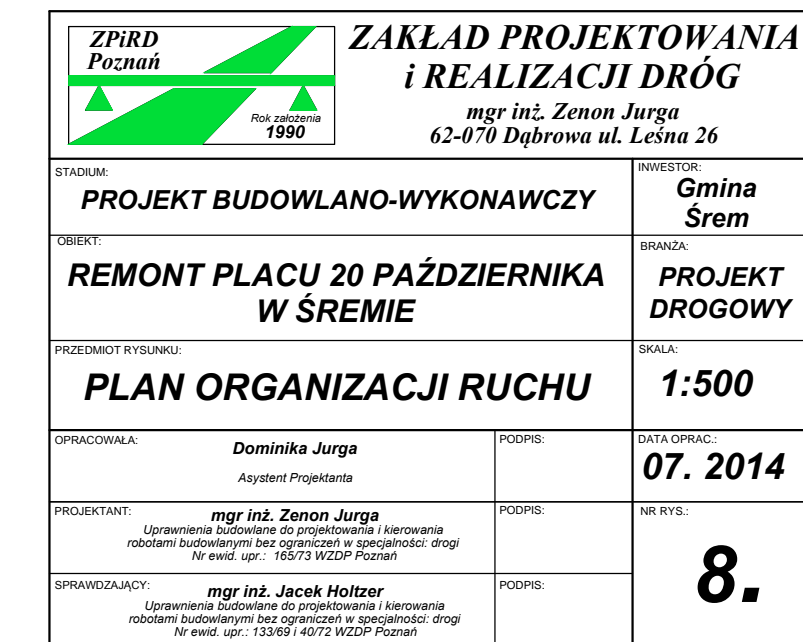 ZPiRD
Poznań
Rok założenia
1990
ZAKŁAD PROJEKTOWANIA
i REALIZACJI DRÓG
mgr inż. Zenon Jurga
62-070 Dąbrowa ul. Leśna 26
STADIUM:
PROJEKT BUDOWLANO-WYKONAWCZY
INWESTOR:
Gmina
Śrem
OBIEKT:
REMONT PLACU 20 PAŹDZIERNIKA
W ŚREMIE
BRANŻA:
PROJEKT
DROGOWY
PRZEDMIOT RYSUNKU:
PLAN ORGANIZACJI RUCHU
SKALA:
1:500
OPRACOWAŁA:
Dominika Jurga
Asystent Projektanta
PODPIS:
DATA OPRAC.:
07. 2014
PROJEKTANT:
mgr inż. Zenon Jurga
Uprawnienia budowlane do projektowania i kierowania
robotami budowlanymi bez ograniczeń w specjalności: drogi
Nr ewid. upr.: 165/73 WZDP Poznań
PODPIS:
NR RYS.:
8.
SPRAWDZAJĄCY:
mgr inż. Jacek Holtzer
Uprawnienia budowlane do projektowania i kierowania
robotami budowlanymi bez ograniczeń w specjalności: drogi
Nr ewid. upr.: 133/69 i 40/72 WZDP Poznań
PODPIS: